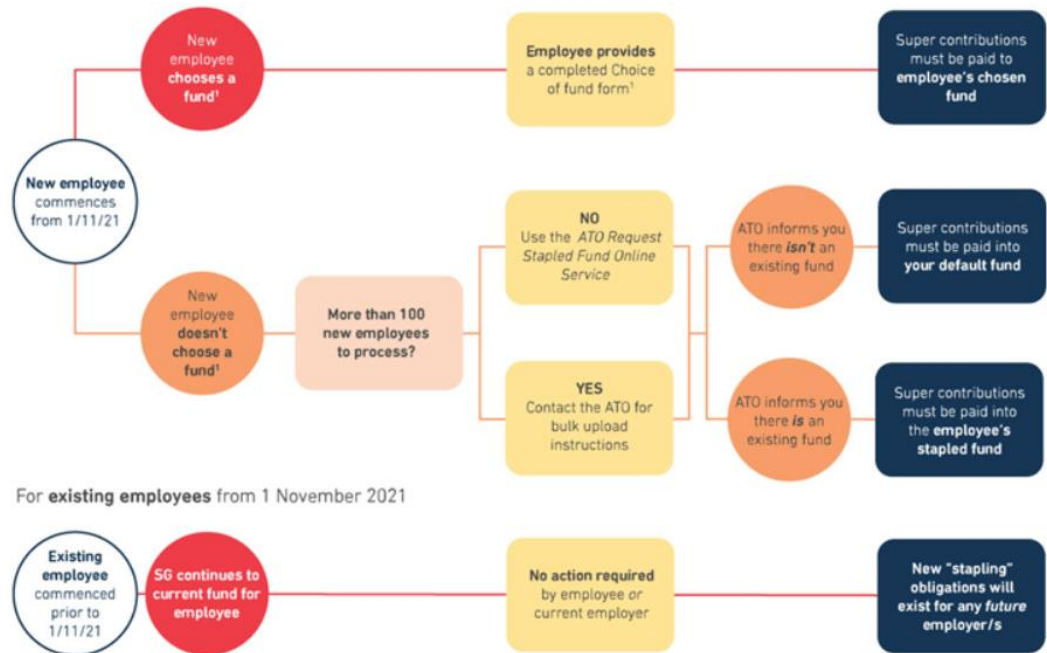 New employee
commences
from 1/11/21
New
employee
chooses a
fund¹
Employee provides
a completed Choice
of fund form¹
Super contributions
must be paid to
employee's chosen
fund
New
employee
doesn't
choose a
fund¹
More than 100
new employees
to process?
NO
Use the ATO Request
Stapled Fund Online
Service
YES
Contact the ATO for
bulk upload
instructions
ATO informs you
there isn't an
existing fund
Super contributions
must be paid into
your default fund
ATO informs you
there is an
existing fund
Super contributions
must be paid into
the employee's
stapled fund
For existing employees from 1 November 2021
Existing
employee
commenced
prior to
1/11/21
SG continues to
current fund for
employee
No action required
by employee or
current employer
New "stapling"
obligations will
exist for any future
employer/s